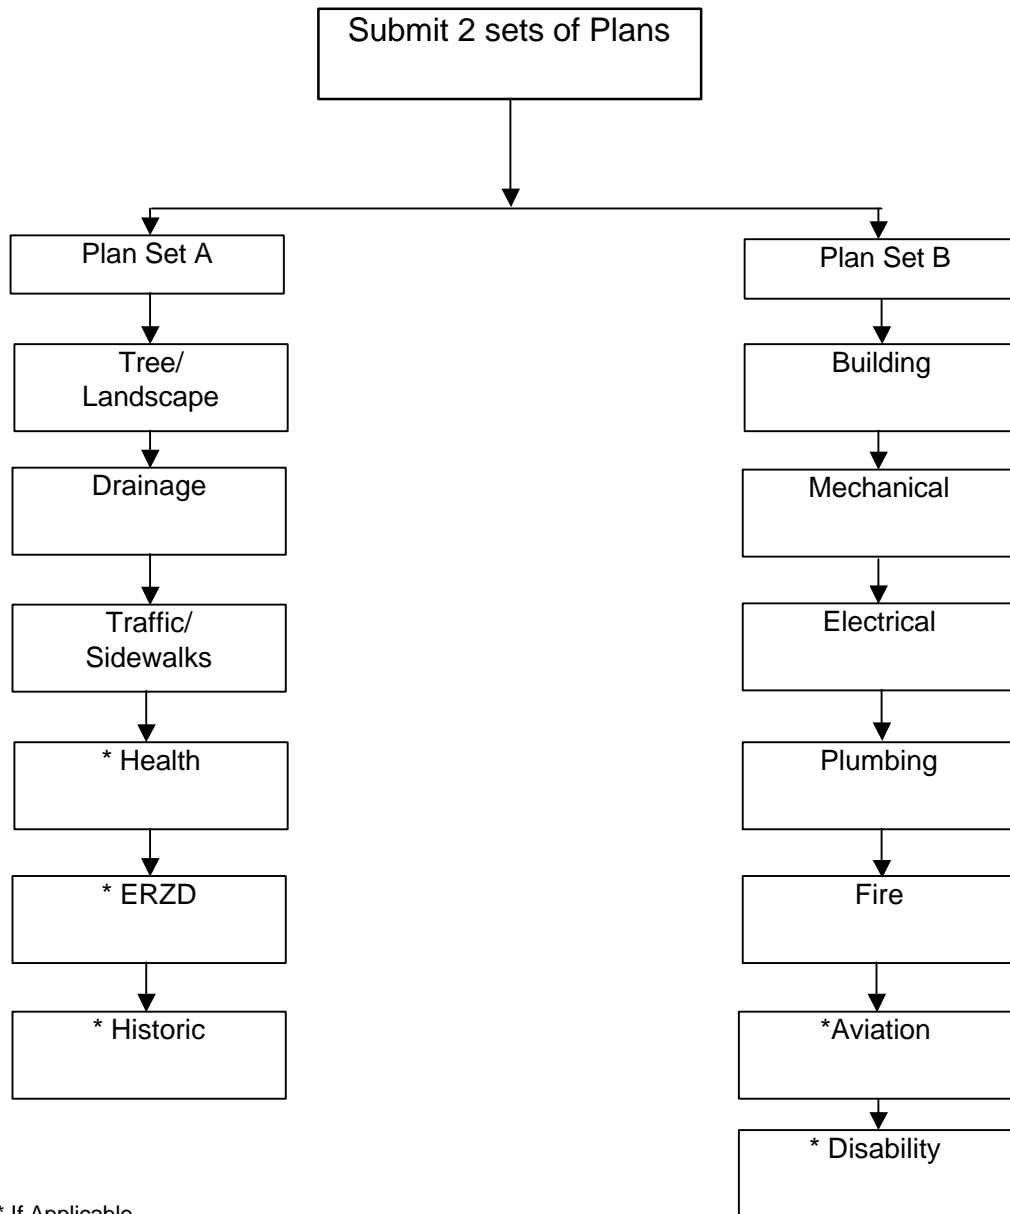 Submit 2 sets of Plans
Plan Set A
Tree/
Landscape
Drainage
Traffic/
Sidewalks
* Health
* ERZD
* Historic
Plan Set B
Building
Mechanical
Electrical
Plumbing
Fire
*Aviation
* Disability
* If Applicable